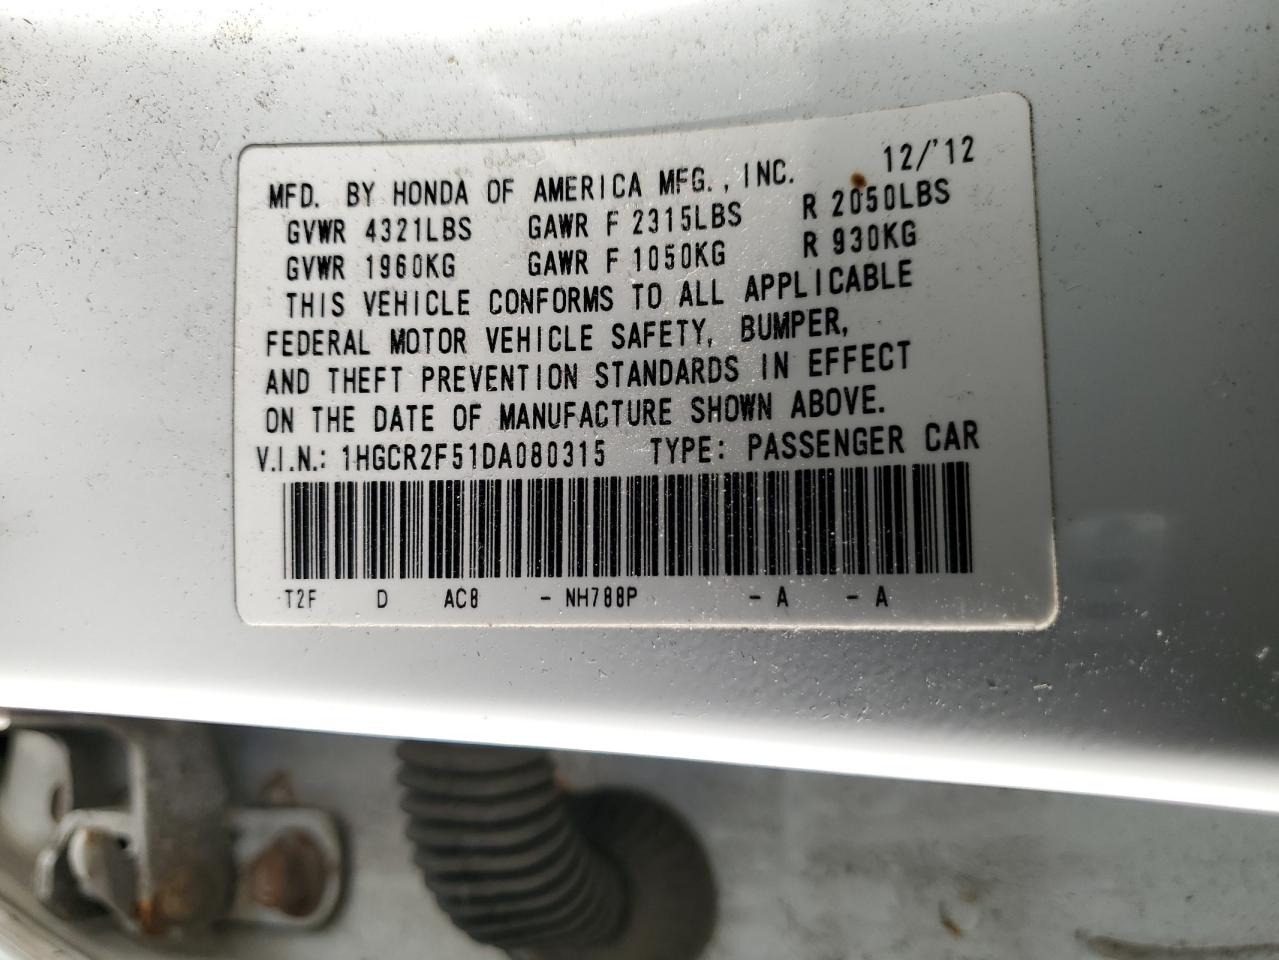 MFD. BY HONDA OF AMERICA MFG., INC. 12/'12
GVWR 4321LBS GAWR F 2315LBS R 2050LBS
GVWR 1960KG GAWR F 1050KG R 930KG
THIS VEHICLE CONFORMS TO ALL APPLICABLE
FEDERAL MOTOR VEHICLE SAFETY, BUMPER,
AND THEFT PREVENTION STANDARDS IN EFFECT
ON THE DATE OF MANUFACTURE SHOWN ABOVE.
V.I.N.: 1HGCR2F51DA080315 TYPE: PASSENGER CAR
T2F D AC8 - NH788P - A - A